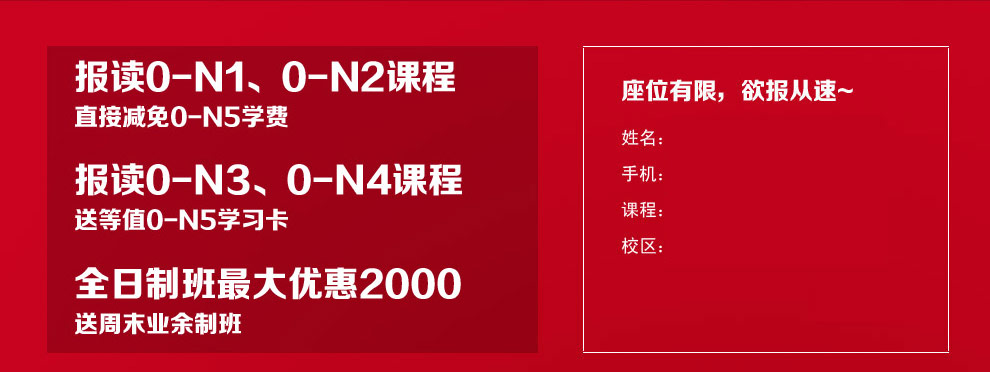 报读0-N1、0-N2课程
直接减免0-N5学费
报读0-N3、0-N4课程
送等值0-N5学习卡
全日制班最大优惠2000
送周末业余制班
座位有限，欲报从速~
姓名：
手机：
课程：
校区：